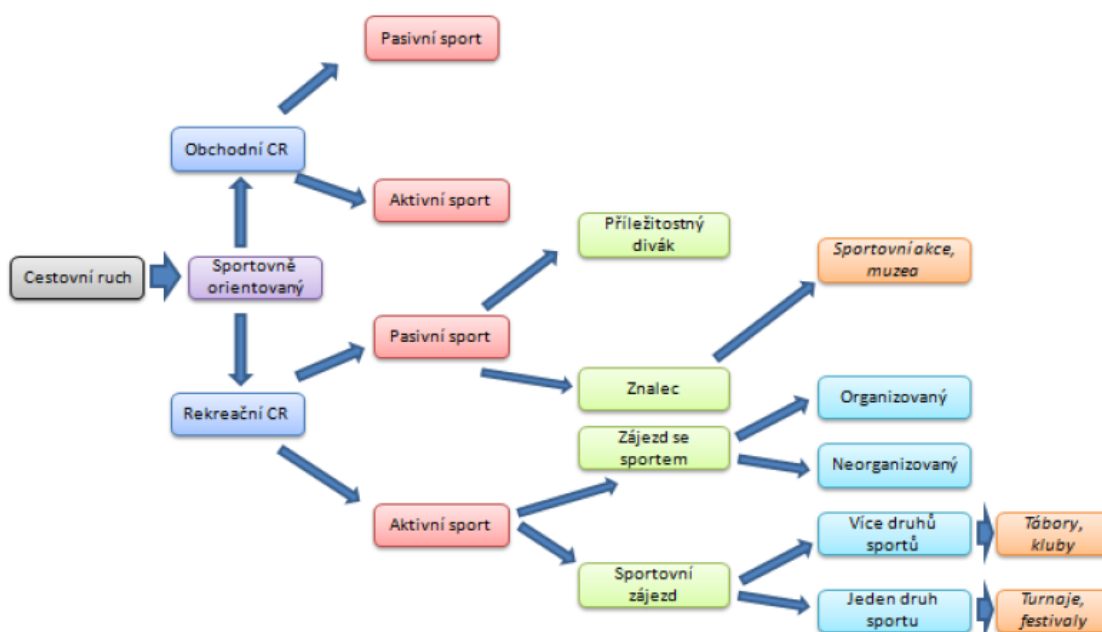 Pasivní sport
Obchodní CR
Aktivní sport
Příležitostný
divák
Sportovní akce,
muzea
Cestovní ruch
Sportovně
orientovaný
Pasivní sport
Znalec
Organizovaný
Rekreační CR
Zájezd se
sportem
Neorganizovaný
Aktivní sport
Více druhů
sportů
Tábory,
kluby
Sportovní
zájezd
Jeden druh
sportu
Turnaje,
festivaly